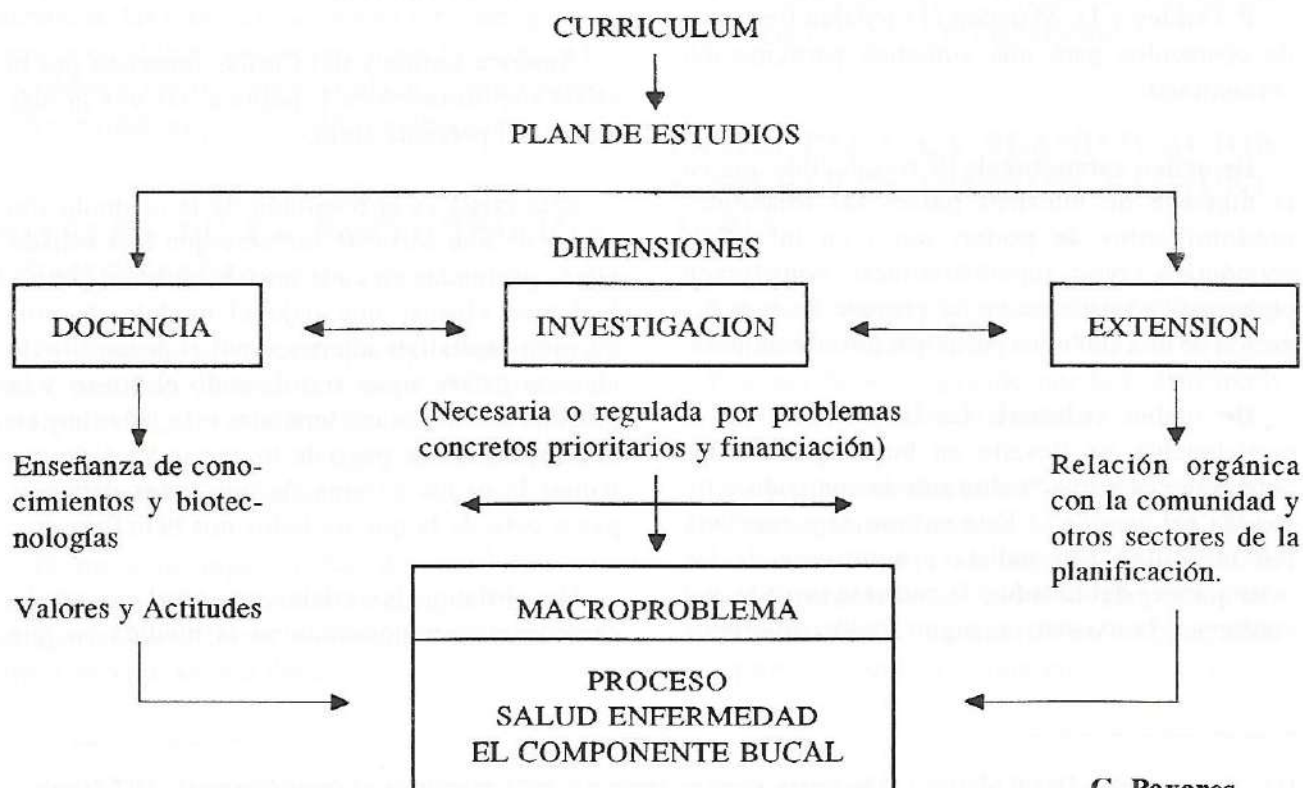 CURRICULUM
PLAN DE ESTUDIOS
DIMENSIONES
DOCENCIA
INVESTIGACION
EXTENSION
(Necesaria o regulada por problemas
concretos prioritarios y financiación)
Enseñanza de cono-
cimientos y biotec-
nologías
Valores y Actitudes
Relación orgánica
con la comunidad y
otros sectores de la
planificación.
MACROPROBLEMA
PROCESO
SALUD ENFERMEDAD
EL COMPONENTE BUCAL